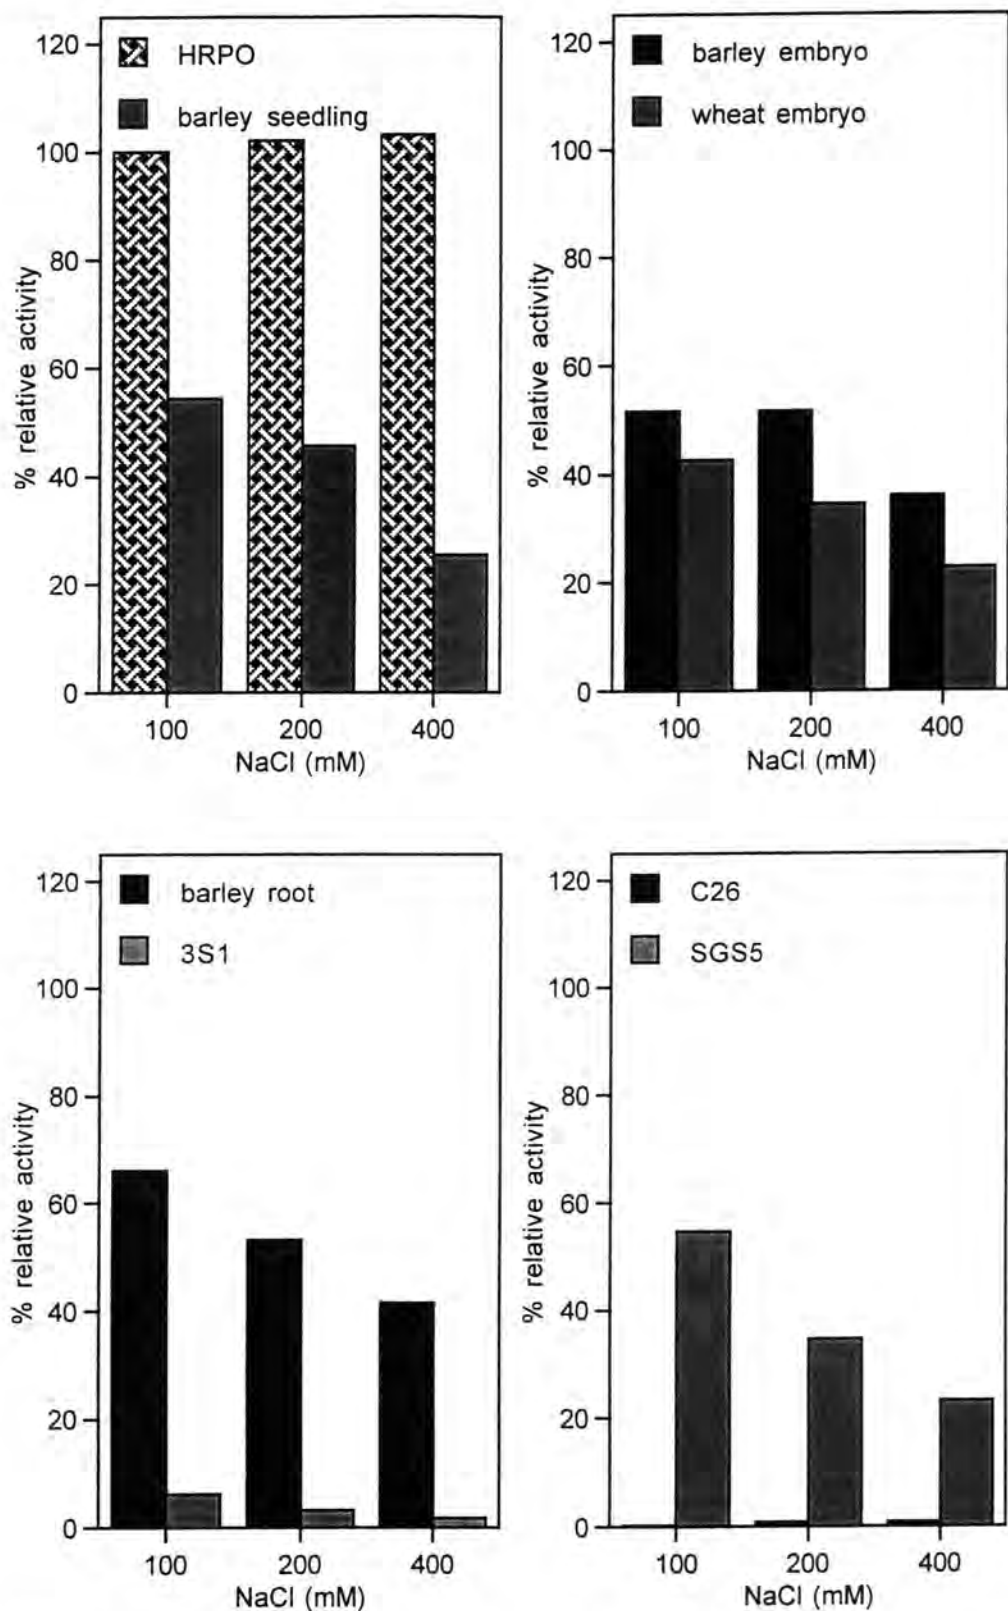 120
100
80
60
40
20
0
% relative activity
HRPO
barley seedling
100 200 400
NaCl (mM)
120
100
80
60
40
20
0
% relative activity
barley embryo
wheat embryo
100 200 400
NaCl (mM)
120
100
80
60
40
20
0
% relative activity
barley root
3S1
100 200 400
NaCl (mM)
120
100
80
60
40
20
0
% relative activity
C26
SGS5
100 200 400
NaCl (mM)